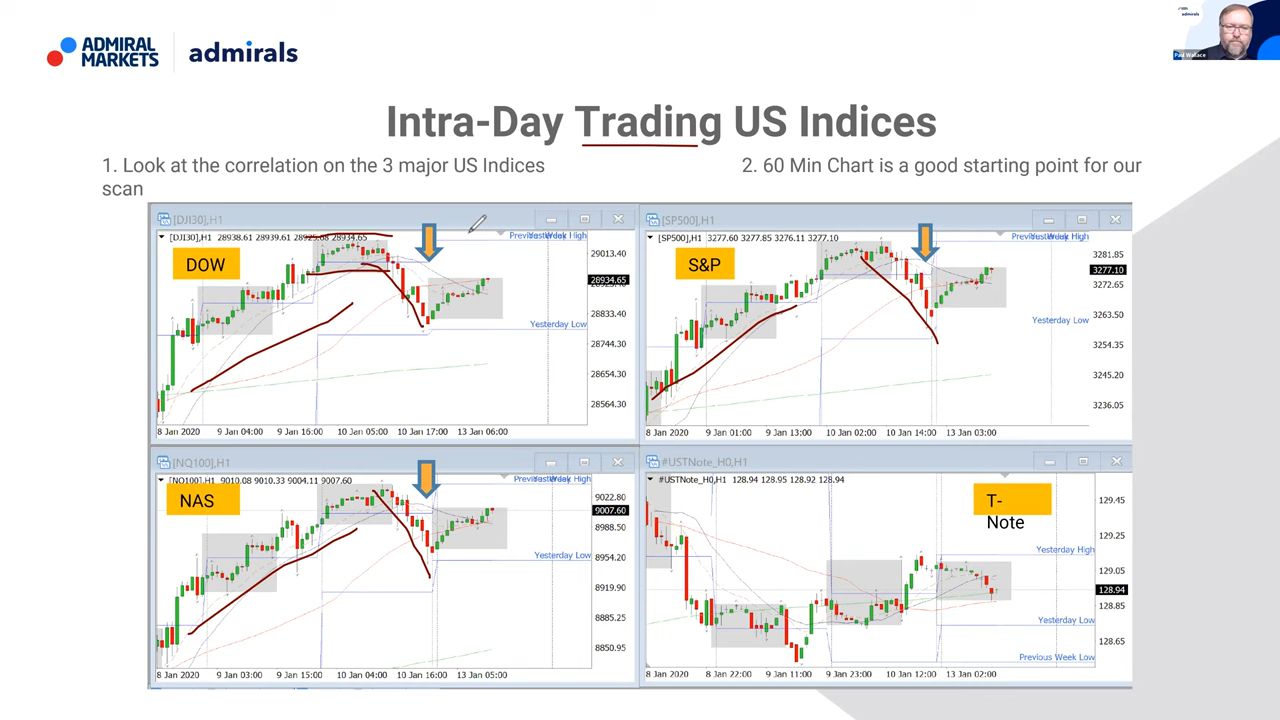 ADMIRAL
MARKETS
admirals
admirals
Paul Wallace
Intra-Day Trading US Indices
1. Look at the correlation on the 3 major US Indices
scan
2. 60 Min Chart is a good starting point for our
[DJI30],H1
[DJI30],H1 28938.61 28939.61 28925.68 28934.65
DOW
Yesterday High
29013.40
28934.65
28833.40
28744.30
28654.30
28564.30
Yesterday Low
8 Jan 2020 9 Jan 04:00 9 Jan 16:00 10 Jan 05:00 10 Jan 17:00 13 Jan 06:00
[SP500],H1
[SP500],H1 3277.60 3277.85 3276.11 3277.10
S&P
Yesterday High
3281.85
3277.10
3272.65
3263.50
3254.35
3245.20
3236.05
Yesterday Low
8 Jan 2020 9 Jan 01:00 9 Jan 13:00 10 Jan 02:00 10 Jan 14:00 13 Jan 03:00
[NQ100],H1
[NQ100],H1 9010.08 9010.33 9004.11 9007.60
NAS
Yesterday High
9022.80
9007.60
8988.50
8954.20
8919.90
8885.25
8850.95
Yesterday Low
8 Jan 2020 9 Jan 03:00 9 Jan 15:00 10 Jan 04:00 10 Jan 16:00 13 Jan 05:00
#USTNote_H0,H1
#USTNote_H0,H1 128.94 128.95 128.92 128.94
T-
Note
129.45
129.25
Yesterday High
129.05
128.94
128.85
Yesterday Low
128.65
Previous Week Low
8 Jan 2020 8 Jan 22:00 9 Jan 11:00 9 Jan 23:00 10 Jan 12:00 13 Jan 02:00